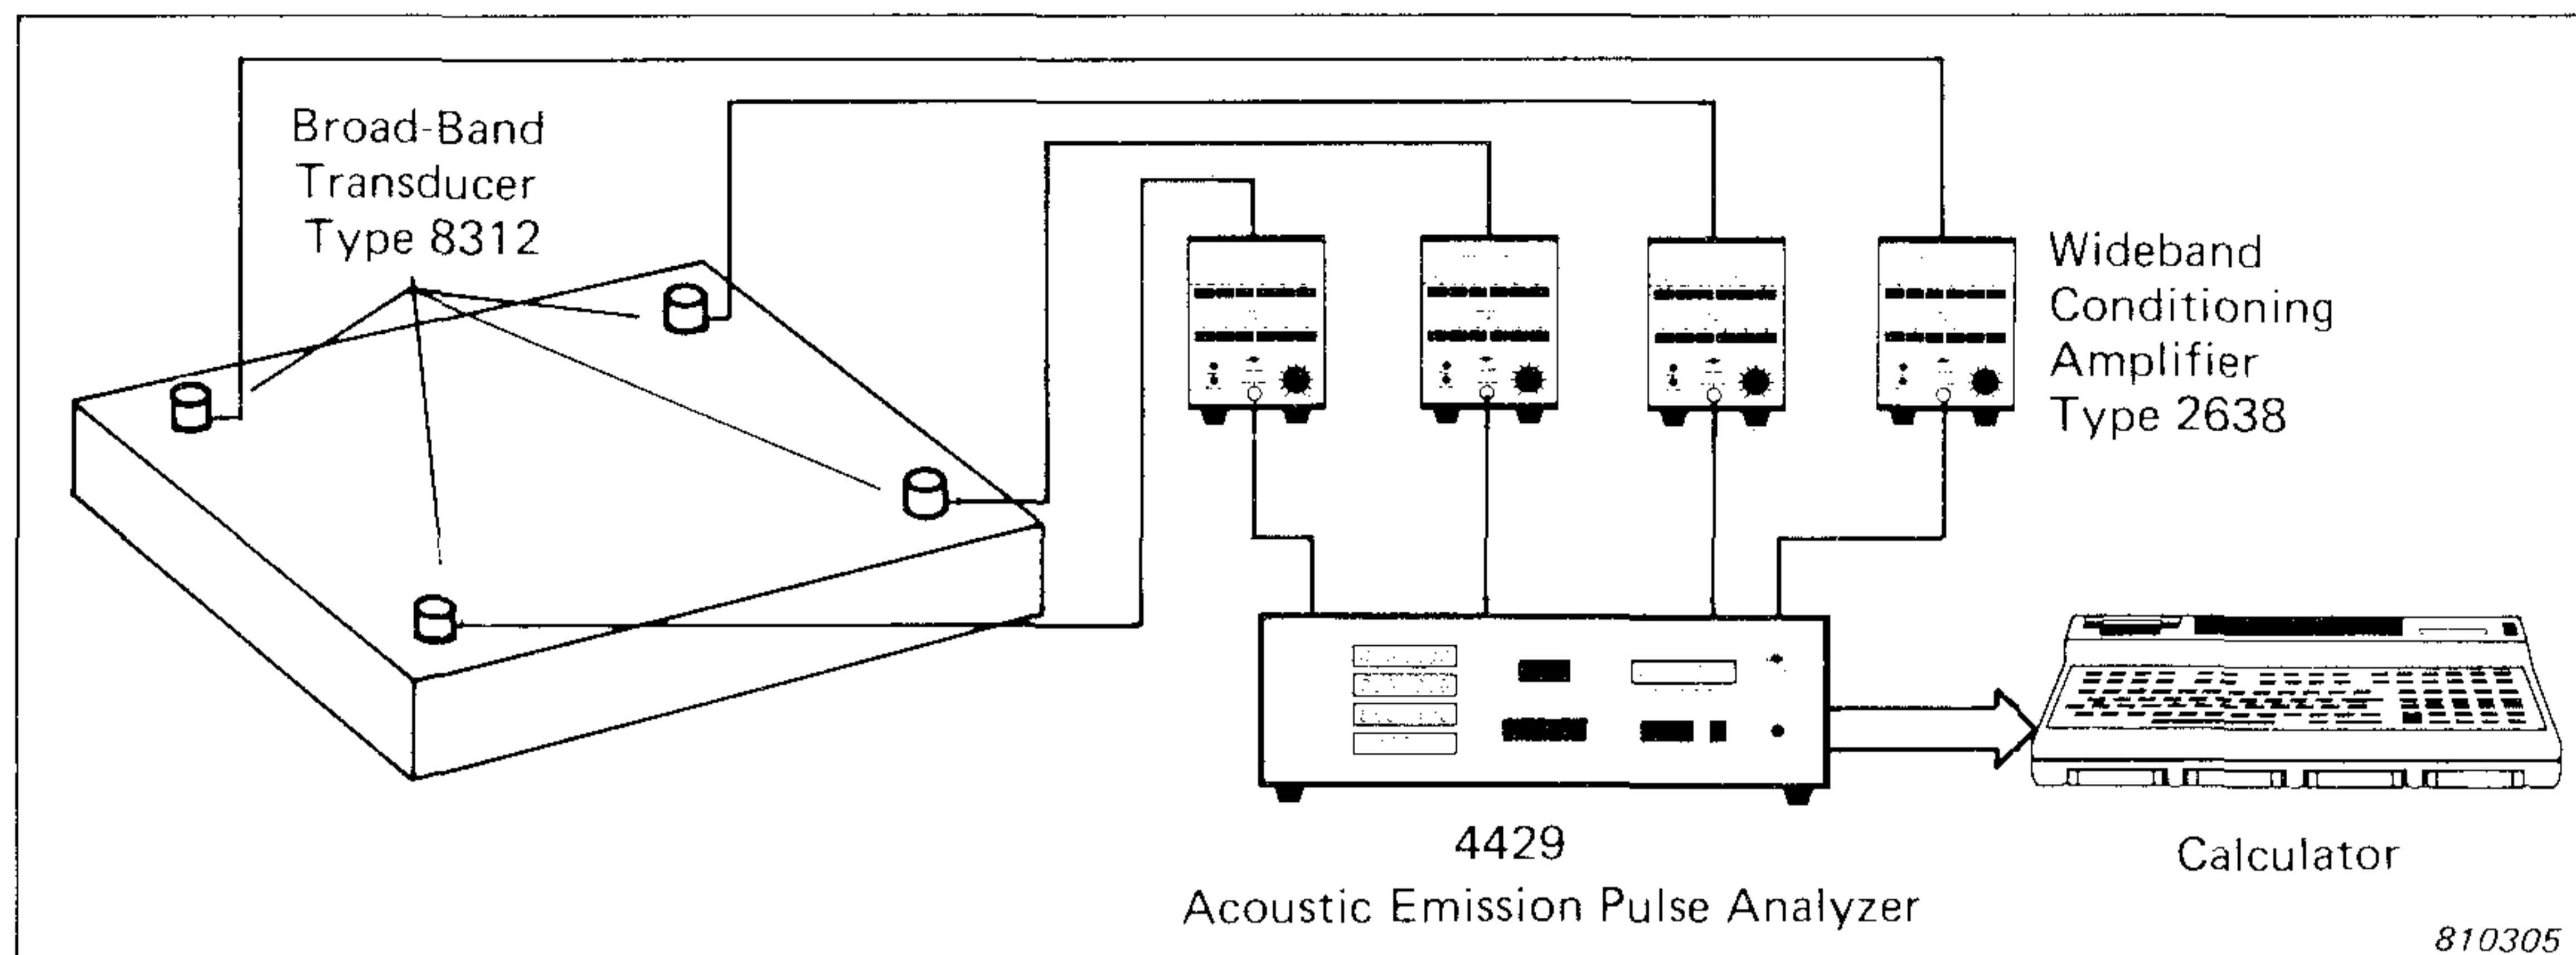 Broad-Band
Transducer
Type 8312
Wideband
Conditioning
Amplifier
Type 2638
4429
Acoustic Emission Pulse Analyzer
Calculator
810305